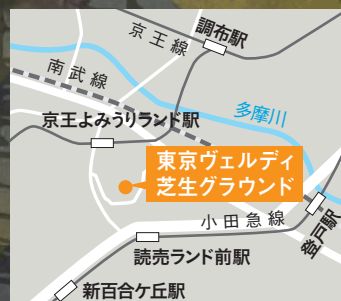 調布駅
京王線
南武線
多摩川
京王よみうりランド駅
東京ヴェルディ
芝生グラウンド
小田急線
登戸駅
読売ランド前駅
新百合ケ丘駅